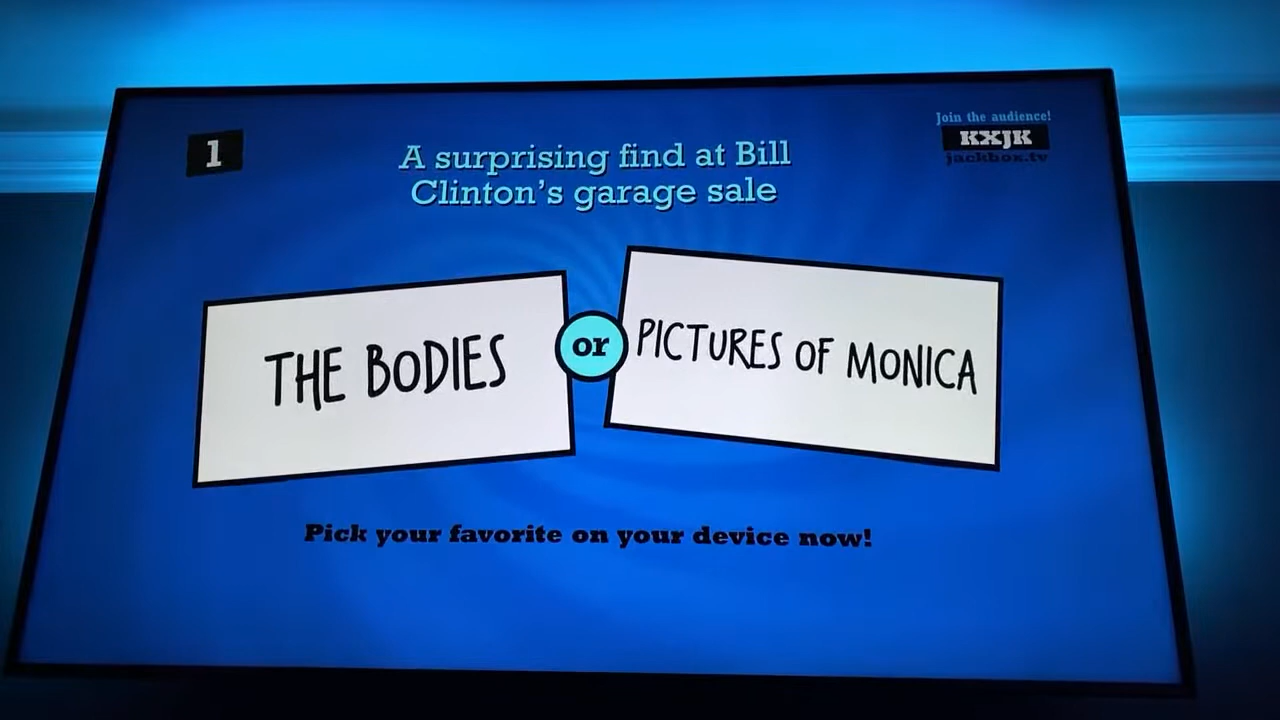 1
Join the audience!
KXJK
jackbox.tv
A surprising find at Bill
Clinton's garage sale
THE BODIES
or
PICTURES OF MONICA
Pick your favorite on your device now!